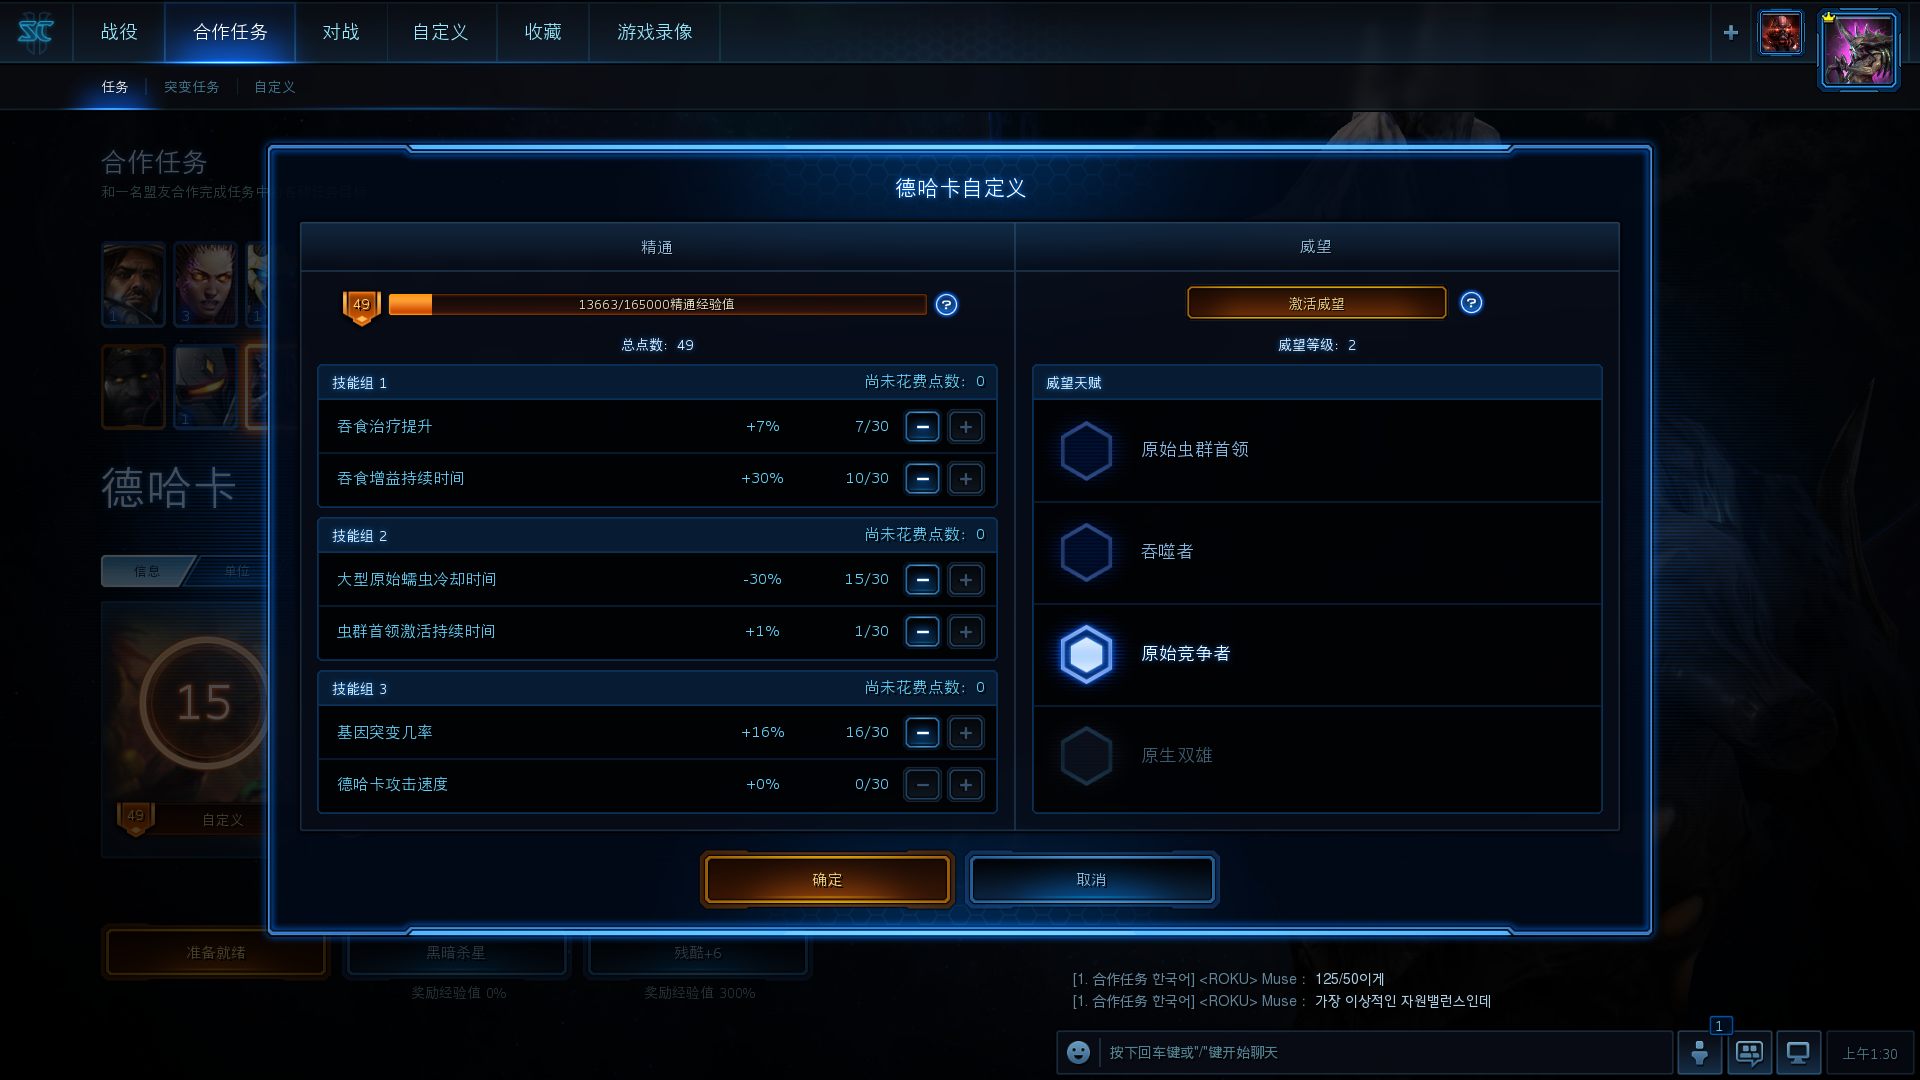 战役
合作任务
对战
自定义
收藏
游戏录像
任务
突变任务
自定义
合作任务
和一名盟友合作完成任务中
德哈卡
信息
单位
15
49
自定义
准备就绪
黑暗杀星
残酷+6
奖励经验值 0%
奖励经验值 300%
德哈卡自定义
精通
49
13663/165000精通经验值
?
总点数: 49
技能组 1
尚未花费点数: 0
吞食治疗提升 +7% 7/30
吞食增益持续时间 +30% 10/30
技能组 2
尚未花费点数: 0
大型原始蠕虫冷却时间 -30% 15/30
虫群首领激活持续时间 +1% 1/30
技能组 3
尚未花费点数: 0
基因突变几率 +16% 16/30
德哈卡攻击速度 +0% 0/30
威望
激活威望
?
威望等级: 2
威望天赋
原始虫群首领
吞噬者
原始竞争者
原生双雄
确定
取消
[1. 合作任务 한국어] <ROKU> Muse : 125/50이게
[1. 合作任务 한국어] <ROKU> Muse : 가장 이상적인 자원밸런스인데
按下回车键或"/"键开始聊天
1
上午1:30